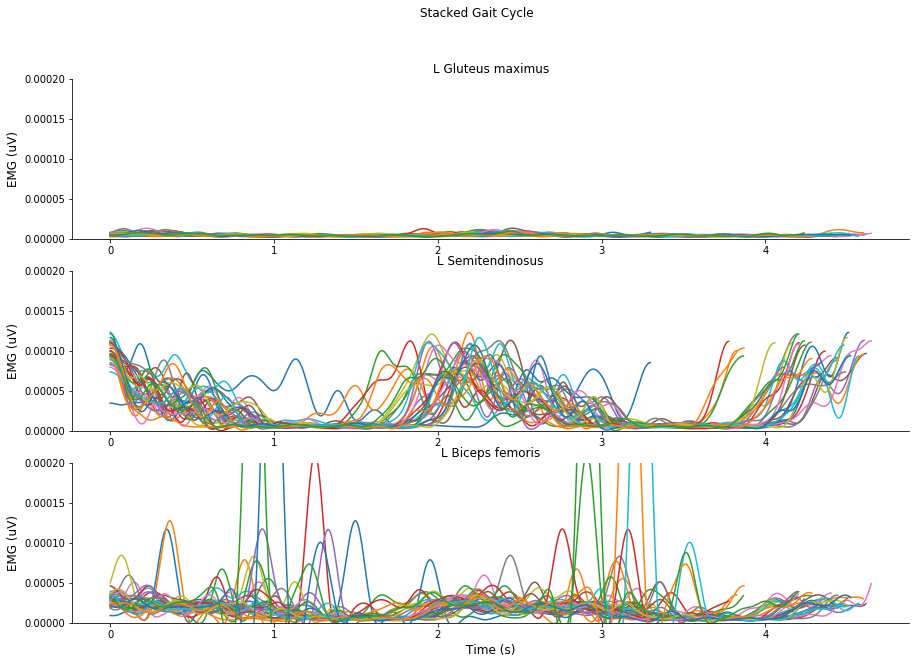 Stacked Gait Cycle
L Gluteus maximus
0.00020
0.00015
0.00010
0.00005
0.00000
EMG (uV)
0 1 2 3 4
L Semitendinosus
0.00020
0.00015
0.00010
0.00005
0.00000
EMG (uV)
0 1 2 3 4
L Biceps femoris
0.00020
0.00015
0.00010
0.00005
0.00000
EMG (uV)
0 1 2 3 4
Time (s)